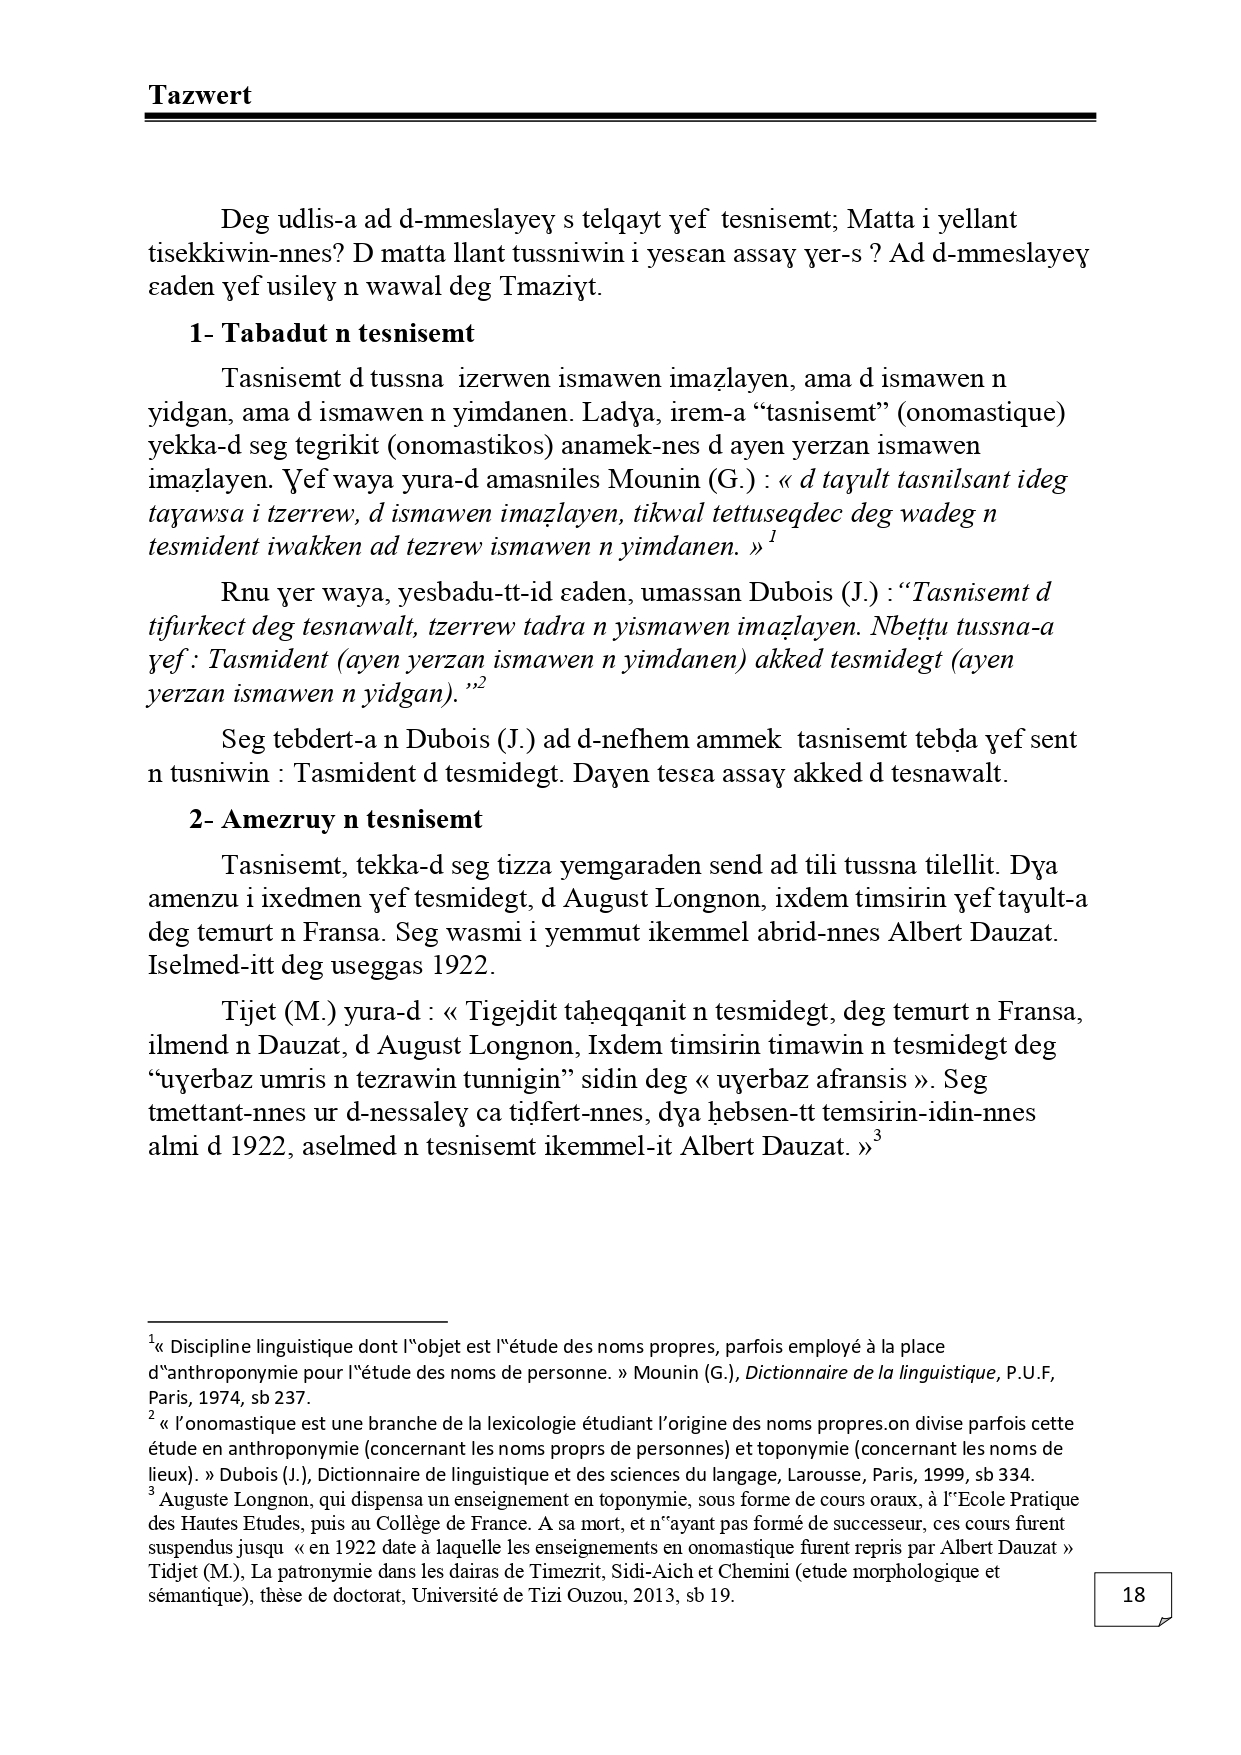 Tazwert
Deg udlis-a ad d-mmeslayeɣ s telqayt ɣef tesnisemt; Matta i yellant
tisekkiwin-nnes? D matta llant tussniwin i yesɛan assaɣ ɣer-s ? Ad d-mmeslayeɣ
ɛaden ɣef usileɣ n wawal deg Tmaziɣt.
1- Tabadut n tesnisemt
Tasnisemt d tussna izerwen ismawen imaẓlayen, ama d ismawen n
yidgan, ama d ismawen n yimdanen. Ladɣa, irem-a “tasnisemt” (onomastique)
yekka-d seg tegrikit (onomastikos) anamek-nes d ayen yerzan ismawen
imaẓlayen. Ɣef waya yura-d amasniles Mounin (G.) : « d taɣult tasnilsant ideg
taɣawsa i tzerrew, d ismawen imaẓlayen, tikwal tettuseqdec deg wadeg n
tesmident iwakken ad tezrew ismawen n yimdanen. » 1
Rnu ɣer waya, yesbadu-tt-id ɛaden, umassan Dubois (J.) :“Tasnisemt d
tifurkect deg tesnawalt, tzerrew tadra n yismawen imaẓlayen. Nbeṭṭu tussna-a
ɣef : Tasmident (ayen yerzan ismawen n yimdanen) akked tesmidegt (ayen
yerzan ismawen n yidgan).”2
Seg tebdert-a n Dubois (J.) ad d-nefhem ammek tasnisemt tebḍa ɣef sent
n tusniwin : Tasmident d tesmidegt. Daɣen tesɛa assaɣ akked d tesnawalt.
2- Amezruy n tesnisemt
Tasnisemt, tekka-d seg tizza yemgaraden send ad tili tussna tilellit. Dɣa
amenzu i ixedmen ɣef tesmidegt, d August Longnon, ixdem timsirin ɣef taɣult-a
deg temurt n Fransa. Seg wasmi i yemmut ikemmel abrid-nnes Albert Dauzat.
Iselmed-itt deg useggas 1922.
Tijet (M.) yura-d : « Tigejdit taḥeqqanit n tesmidegt, deg temurt n Fransa,
ilmend n Dauzat, d August Longnon, Ixdem timsirin timawin n tesmidegt deg
“uɣerbaz umris n tezrawin tunnigin” sidin deg « uɣerbaz afransis ». Seg
tmettant-nnes ur d-nessaleɣ ca tiḍfert-nnes, dɣa ḥebsen-tt temsirin-idin-nnes
almi d 1922, aselmed n tesnisemt ikemmel-it Albert Dauzat. »3
1« Discipline linguistique dont l‟objet est l‟étude des noms propres, parfois employé à la place
d‟anthroponymie pour l‟étude des noms de personne. » Mounin (G.), Dictionnaire de la linguistique, P.U.F,
Paris, 1974, sb 237.
2 « l’onomastique est une branche de la lexicologie étudiant l’origine des noms propres.on divise parfois cette
étude en anthroponymie (concernant les noms proprs de personnes) et toponymie (concernant les noms de
lieux). » Dubois (J.), Dictionnaire de linguistique et des sciences du langage, Larousse, Paris, 1999, sb 334.
3 Auguste Longnon, qui dispensa un enseignement en toponymie, sous forme de cours oraux, à l‟Ecole Pratique
des Hautes Etudes, puis au Collège de France. A sa mort, et n‟ayant pas formé de successeur, ces cours furent
suspendus jusqu « en 1922 date à laquelle les enseignements en onomastique furent repris par Albert Dauzat »
Tidjet (M.), La patronymie dans les dairas de Timezrit, Sidi-Aich et Chemini (etude morphologique et
sémantique), thèse de doctorat, Université de Tizi Ouzou, 2013, sb 19.
18